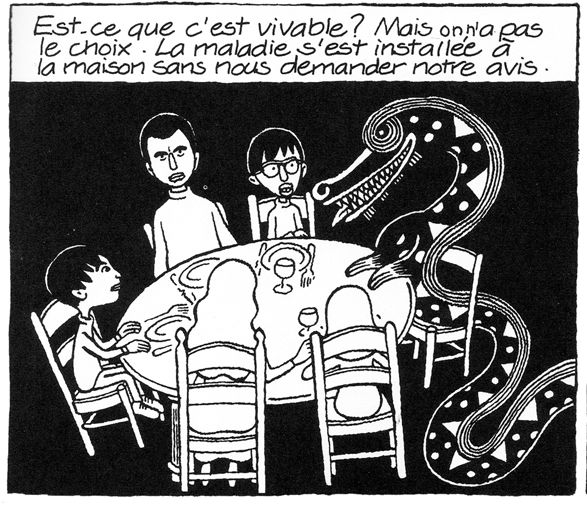 Est-ce que c'est vivable? Mais on n'a pas
le choix. La maladie s'est installée à
la maison sans nous demander notre avis.